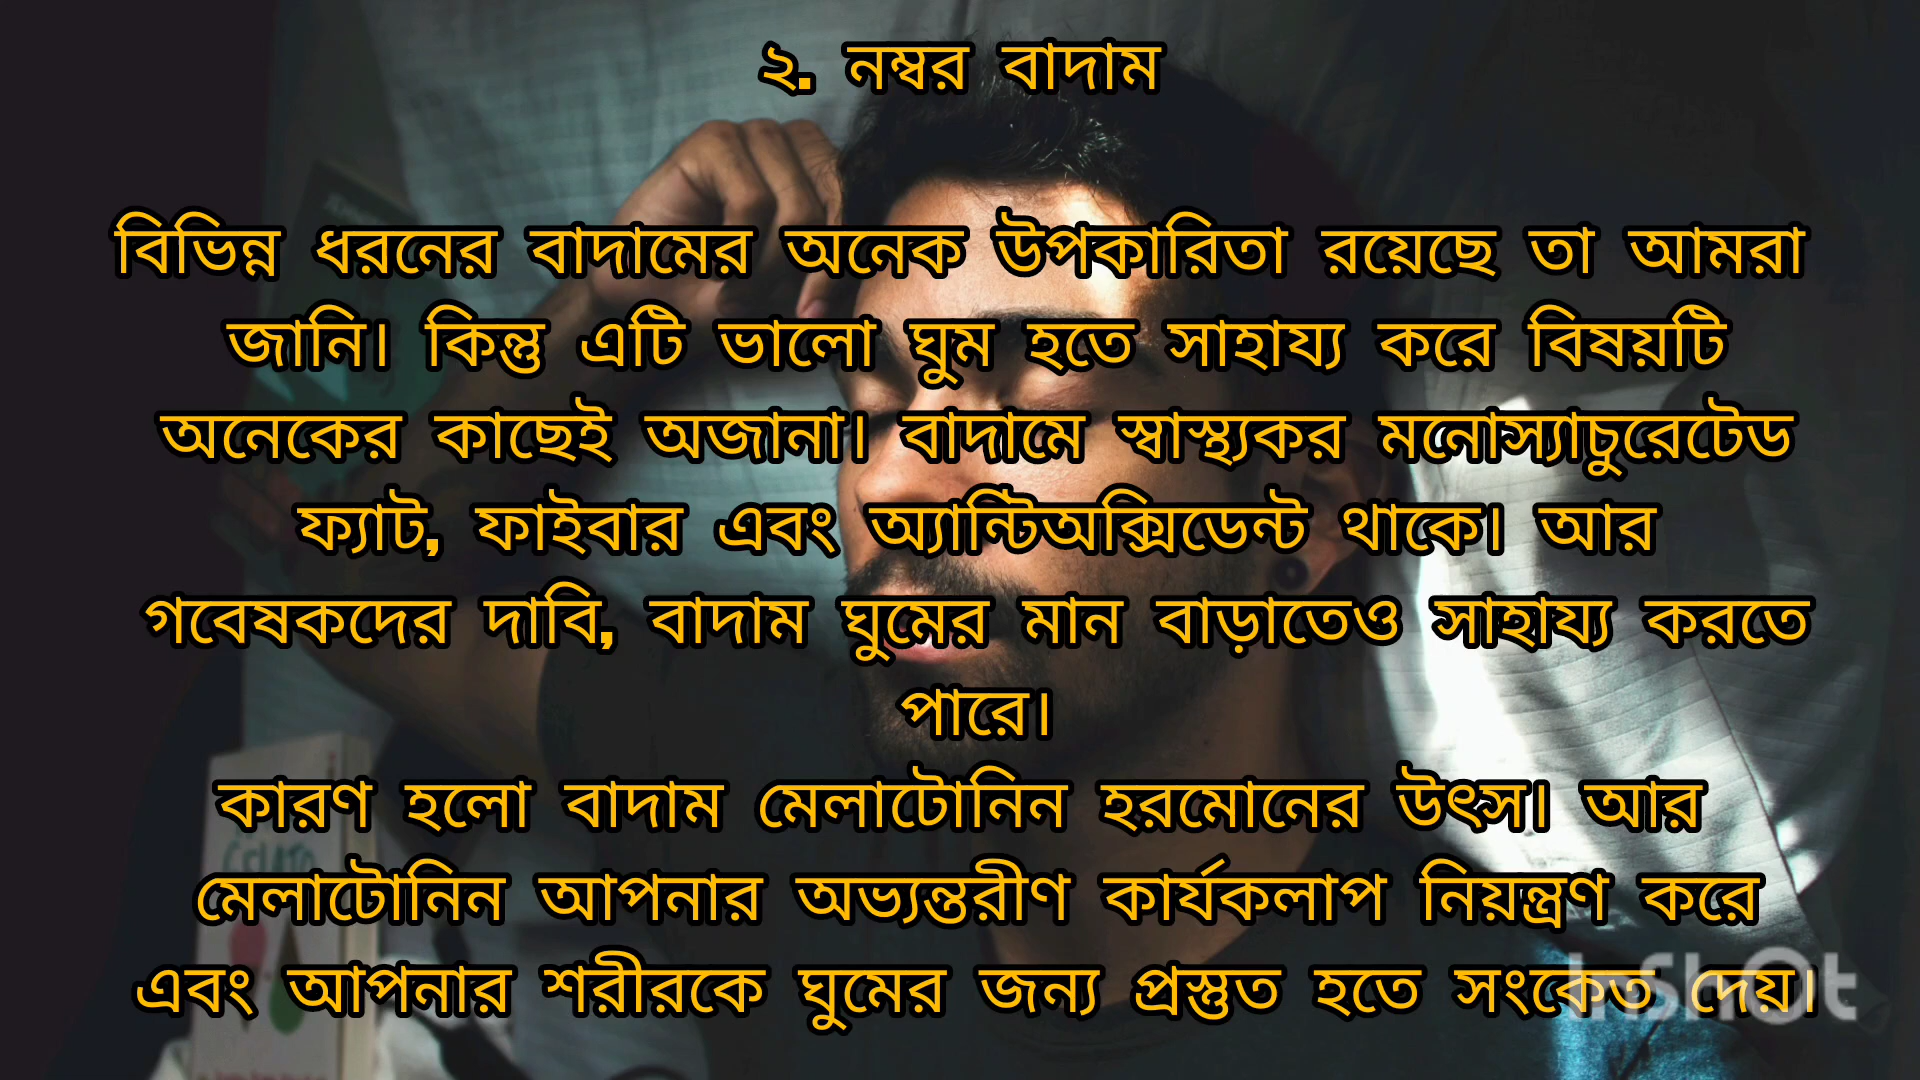 ২. নম্বর বাদাম
বিভিন্ন ধরনের বাদামের অনেক উপকারিতা রয়েছে তা আমরা
জানি। কিন্তু এটি ভালো ঘুম হতে সাহায্য করে বিষয়টি
অনেকের কাছেই অজানা। বাদামে স্বাস্থ্যকর মনোস্যাচুরেটেড
ফ্যাট, ফাইবার এবং অ্যান্টিঅক্সিডেন্ট থাকে। আর
গবেষকদের দাবি, বাদাম ঘুমের মান বাড়াতেও সাহায্য করতে
পারে।
কারণ হলো বাদাম মেলাটোনিন হরমোনের উৎস। আর
মেলাটোনিন আপনার অভ্যন্তরীণ কার্যকলাপ নিয়ন্ত্রণ করে
এবং আপনার শরীরকে ঘুমের জন্য প্রস্তুত হতে সংকেত দেয়।
InShOt